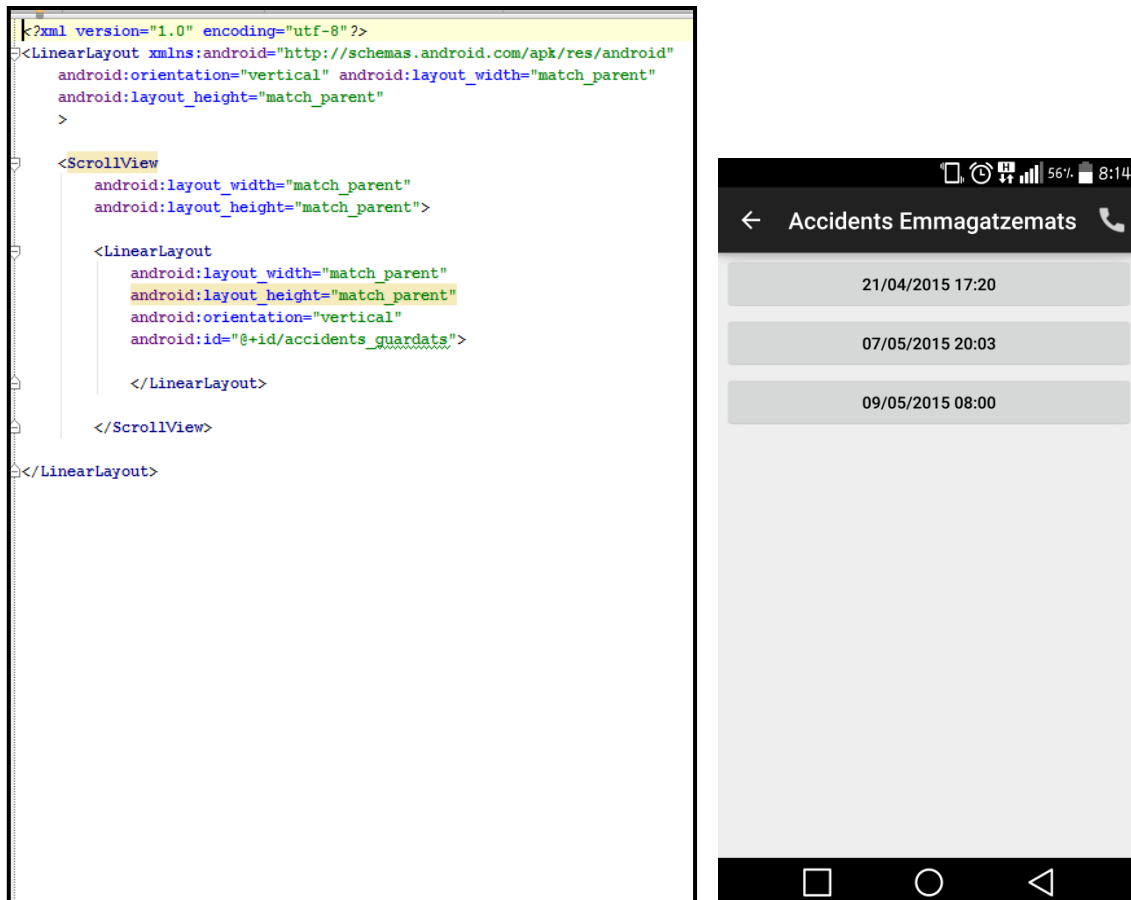 <?xml version="1.0" encoding="utf-8"?>
<LinearLayout xmlns:android="http://schemas.android.com/apk/res/android"
android:orientation="vertical" android:layout_width="match_parent"
android:layout_height="match_parent"
>
<ScrollView
android:layout_width="match_parent"
android:layout_height="match_parent">
<LinearLayout
android:layout_width="match_parent"
android:layout_height="match_parent"
android:orientation="vertical"
android:id="@+id/accidents_guardats">
</LinearLayout>
</ScrollView>
</LinearLayout>
H 56% 8:14
Accidents Emmagatzemats
21/04/2015 17:20
07/05/2015 20:03
09/05/2015 08:00